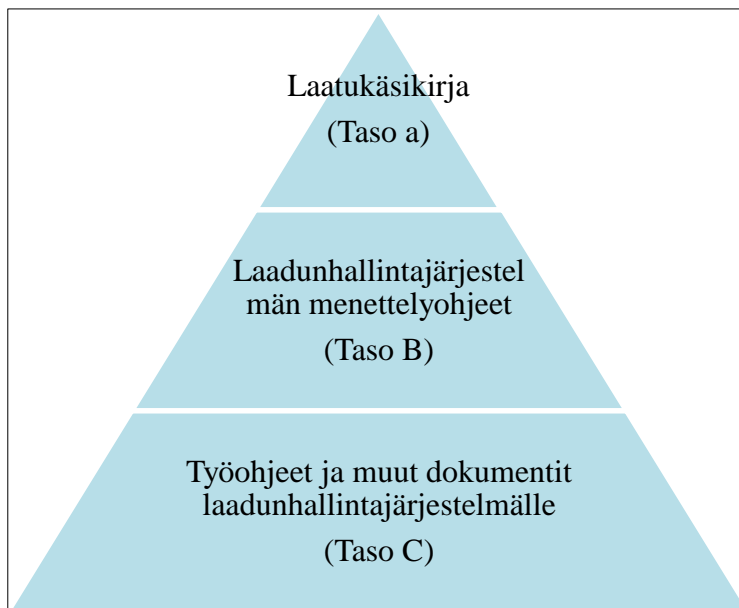 Laatukäsikirja
(Taso a)
Laadunhallintajärjestel
män menettelyohjeet
(Taso B)
Työohjeet ja muut dokumentit
laadunhallintajärjestelmälle
(Taso C)